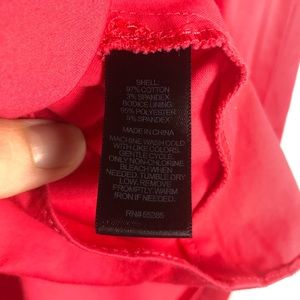 SHELL:
97% COTTON
3% SPANDEX
BODICE LINING:
95% POLYESTER
5% SPANDEX
MADE IN CHINA
MACHINE WASH COLD
WITH LIKE COLORS.
GENTLE CYCLE.
ONLY NON-CHLORINE
BLEACH WHEN
NEEDED. TUMBLE DRY
LOW. REMOVE
PROMPTLY. WARM
IRON IF NEEDED.
RN#55285